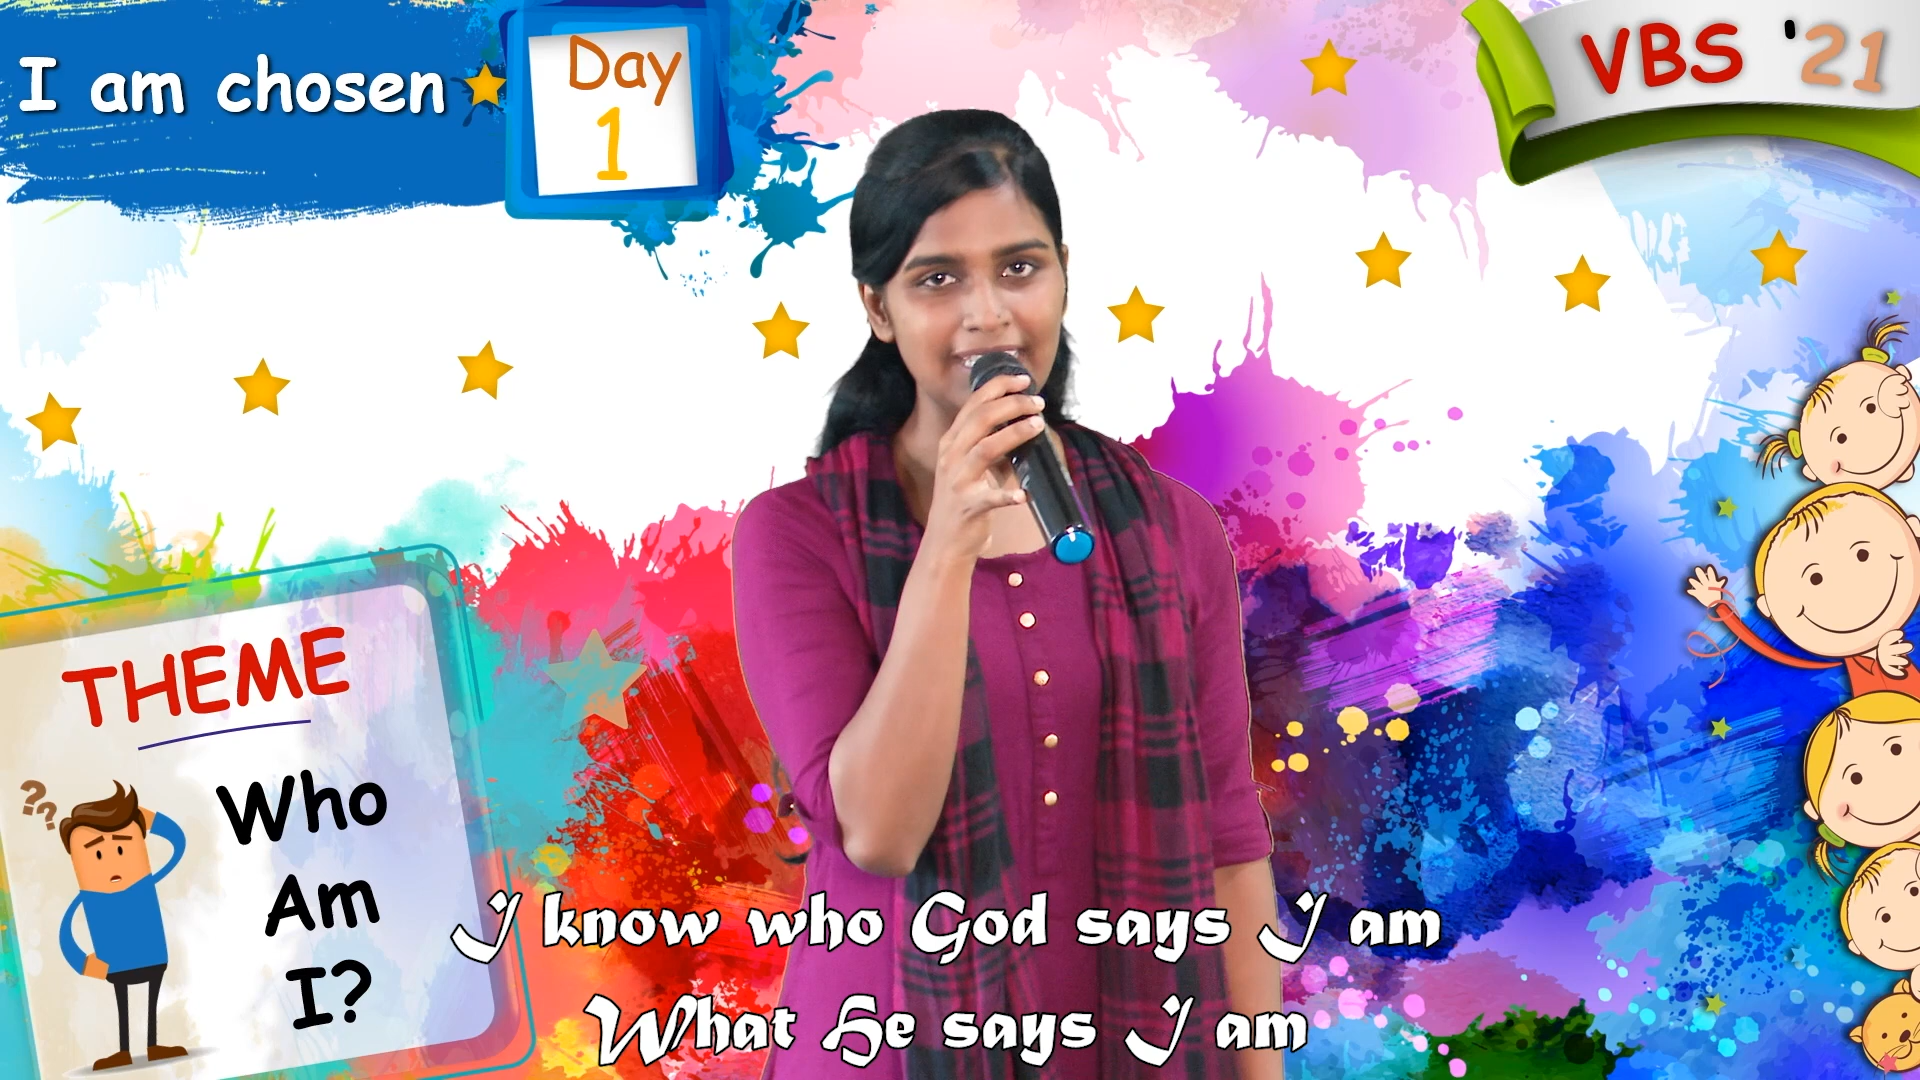 I am chosen
Day
1
VBS '21
THEME
??
Who
Am
I?
I know who God says I am
What He says I am